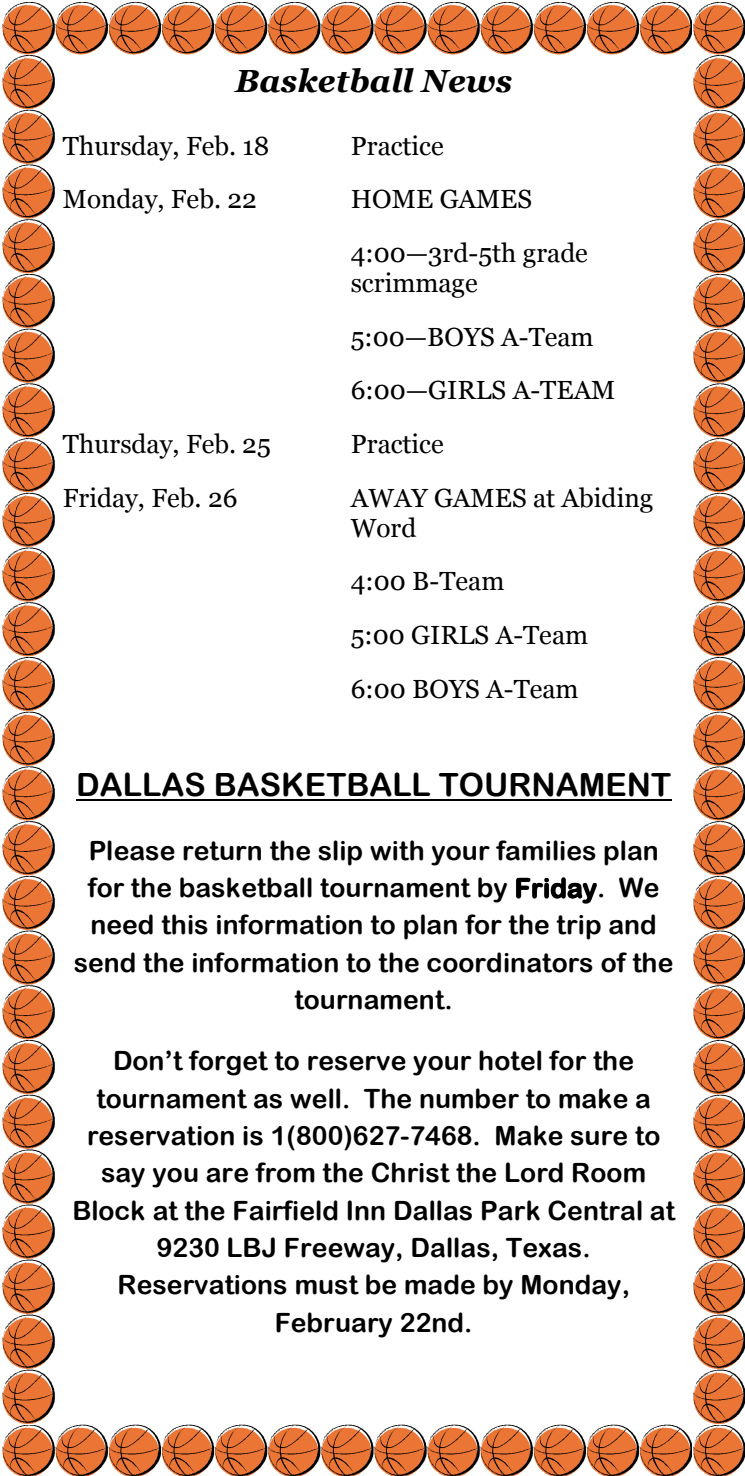 Basketball News
Thursday, Feb. 18 Practice
Monday, Feb. 22 HOME GAMES
4:00—3rd-5th grade
scrimmage
5:00—BOYS A-Team
6:00—GIRLS A-TEAM
Thursday, Feb. 25 Practice
Friday, Feb. 26 AWAY GAMES at Abiding
Word
4:00 B-Team
5:00 GIRLS A-Team
6:00 BOYS A-Team
DALLAS BASKETBALL TOURNAMENT
Please return the slip with your families plan
for the basketball tournament by Friday.  We
need this information to plan for the trip and
send the information to the coordinators of the
tournament.
Don’t forget to reserve your hotel for the
tournament as well.  The number to make a
reservation is 1(800)627-7468.  Make sure to
say you are from the Christ the Lord Room
Block at the Fairfield Inn Dallas Park Central at
9230 LBJ Freeway, Dallas, Texas.
Reservations must be made by Monday,
February 22nd.